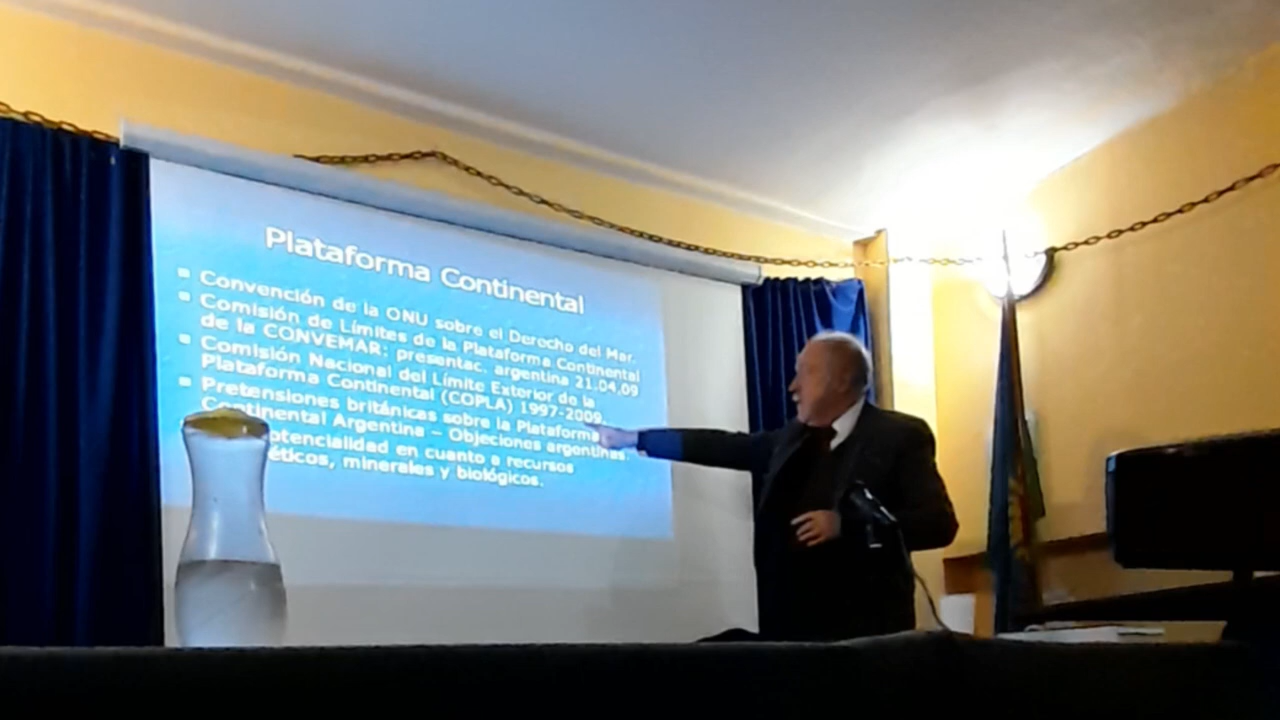 Plataforma Continental
Convención de la ONU sobre el Derecho del Mar.
Comisión de Límites de la Plataforma Continental
de la CONVEMAR: presentac. argentina 21.04.09
Comisión Nacional del Límite Exterior de la
Plataforma Continental (COPLA) 1997-2009.
Pretensiones británicas sobre la Plataforma
Continental Argentina – Objeciones argentinas.
otencialidad en cuanto a recursos
éticos, minerales y biológicos.